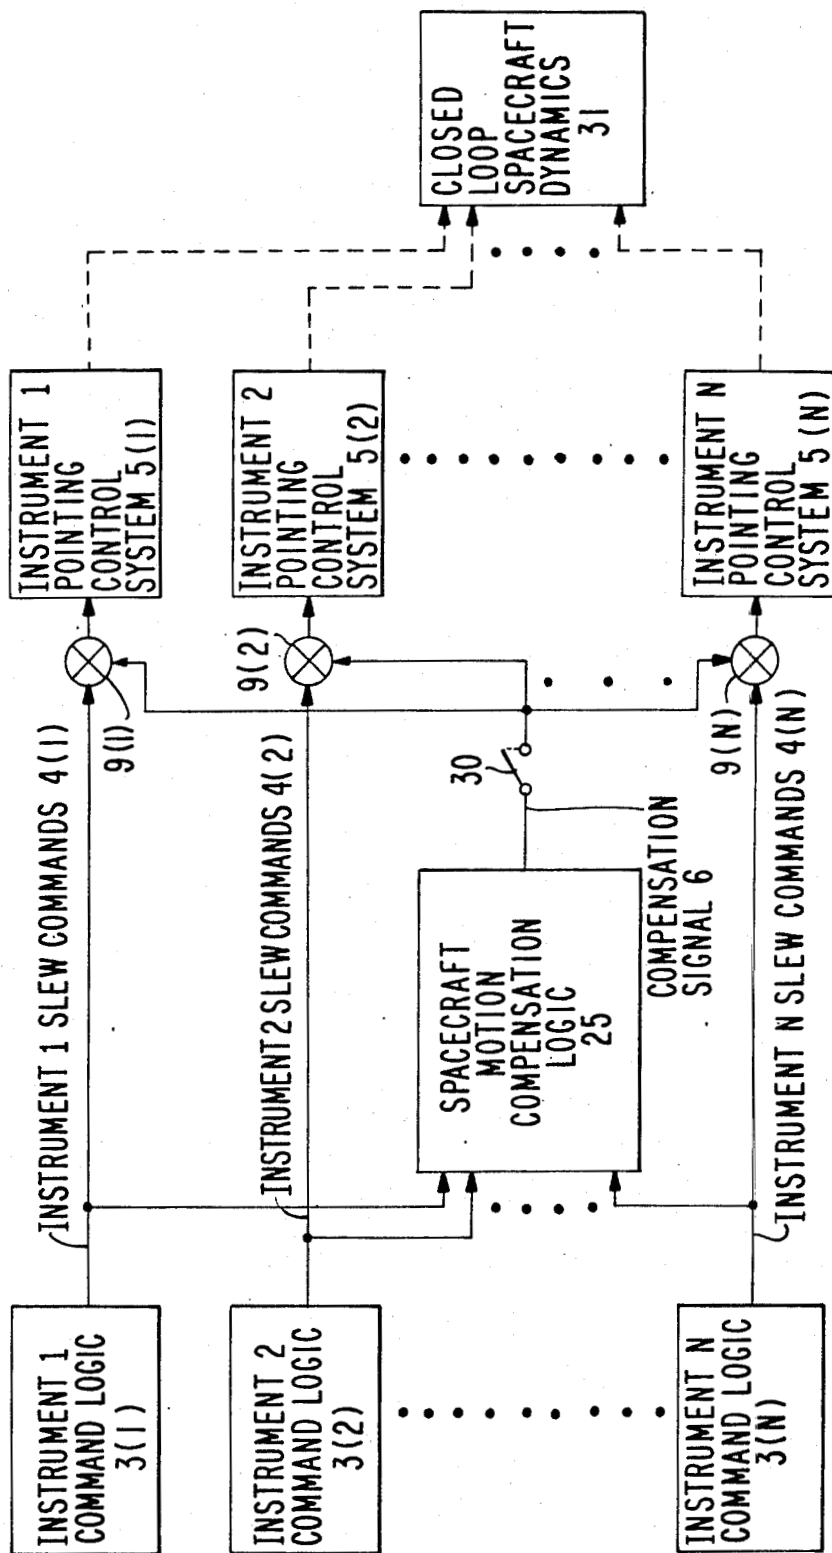 INSTRUMENT 1
COMMAND LOGIC
3(1)
INSTRUMENT 1 SLEW COMMANDS 4(1)
9(1)
INSTRUMENT 1
POINTING
CONTROL
SYSTEM 5(1)
INSTRUMENT 2
COMMAND LOGIC
3(2)
INSTRUMENT 2 SLEW COMMANDS 4(2)
9(2)
INSTRUMENT 2
POINTING
CONTROL
SYSTEM 5(2)
SPACECRAFT
MOTION
COMPENSATION
LOGIC
25
30
COMPENSATION
SIGNAL 6
CLOSED
LOOP
SPACECRAFT
DYNAMICS
31
INSTRUMENT N
COMMAND LOGIC
3(N)
INSTRUMENT N SLEW COMMANDS 4(N)
9(N)
INSTRUMENT N
POINTING
CONTROL
SYSTEM 5(N)